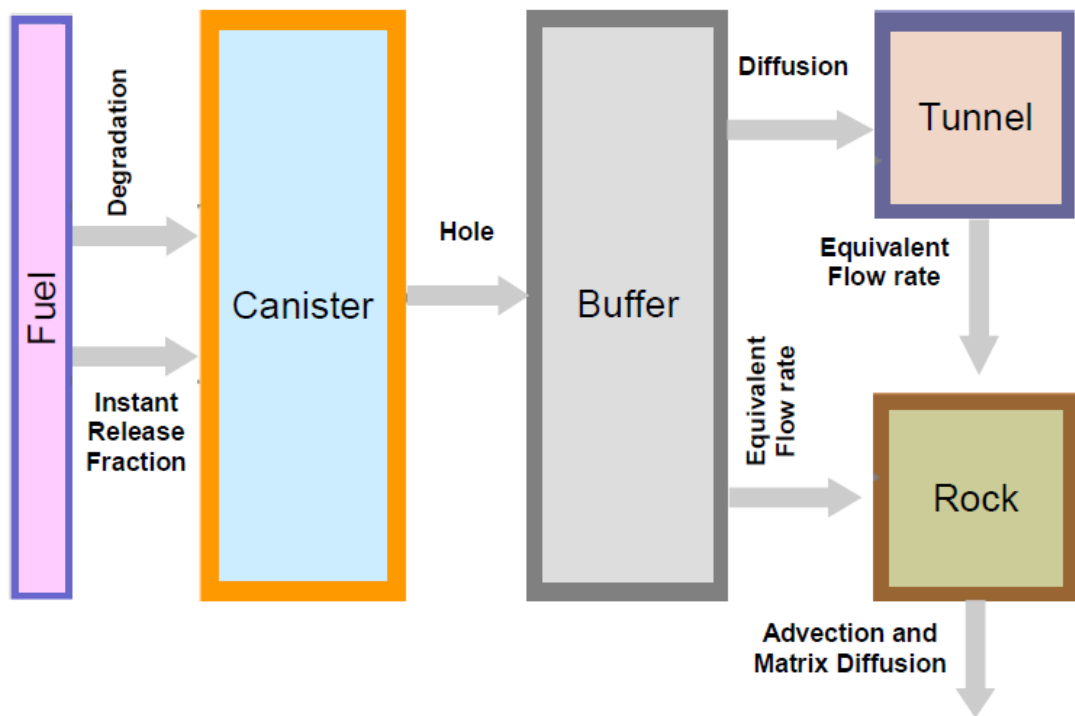 Fuel
Degradation
Instant
Release
Fraction
Canister
Hole
Buffer
Diffusion
Tunnel
Equivalent
Flow rate
Equivalent
Flow rate
Rock
Advection and
Matrix Diffusion